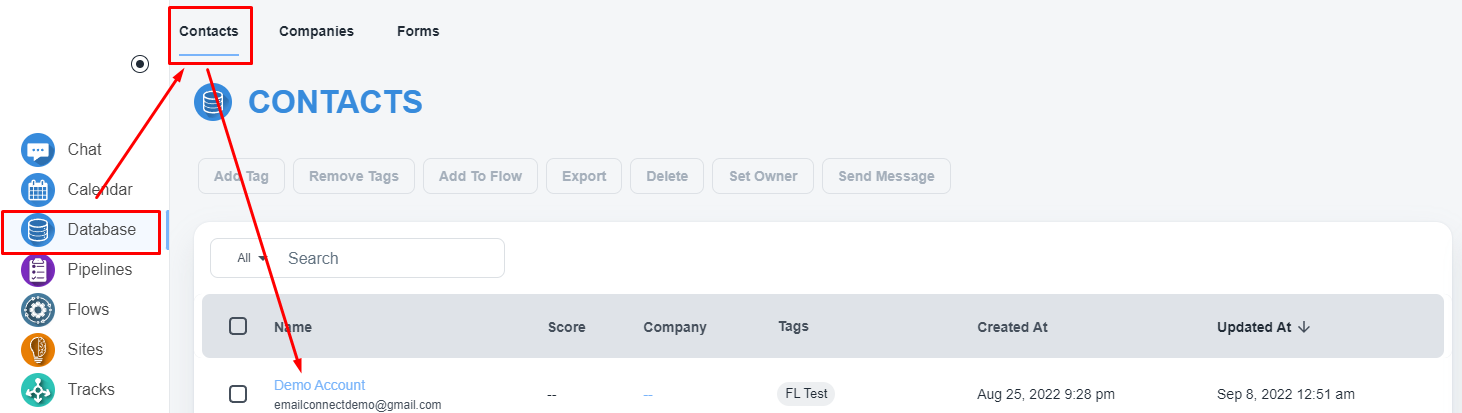 Contacts Companies Forms
CONTACTS
Chat
Calendar
Database
Pipelines
Flows
Sites
Tracks
Add Tag Remove Tags Add To Flow Export Delete Set Owner Send Message
All Search
Name Score Company Tags Created At Updated At
Demo Account
emailconnectdemo@gmail.com -- -- FL Test Aug 25, 2022 9:28 pm Sep 8, 2022 12:51 am